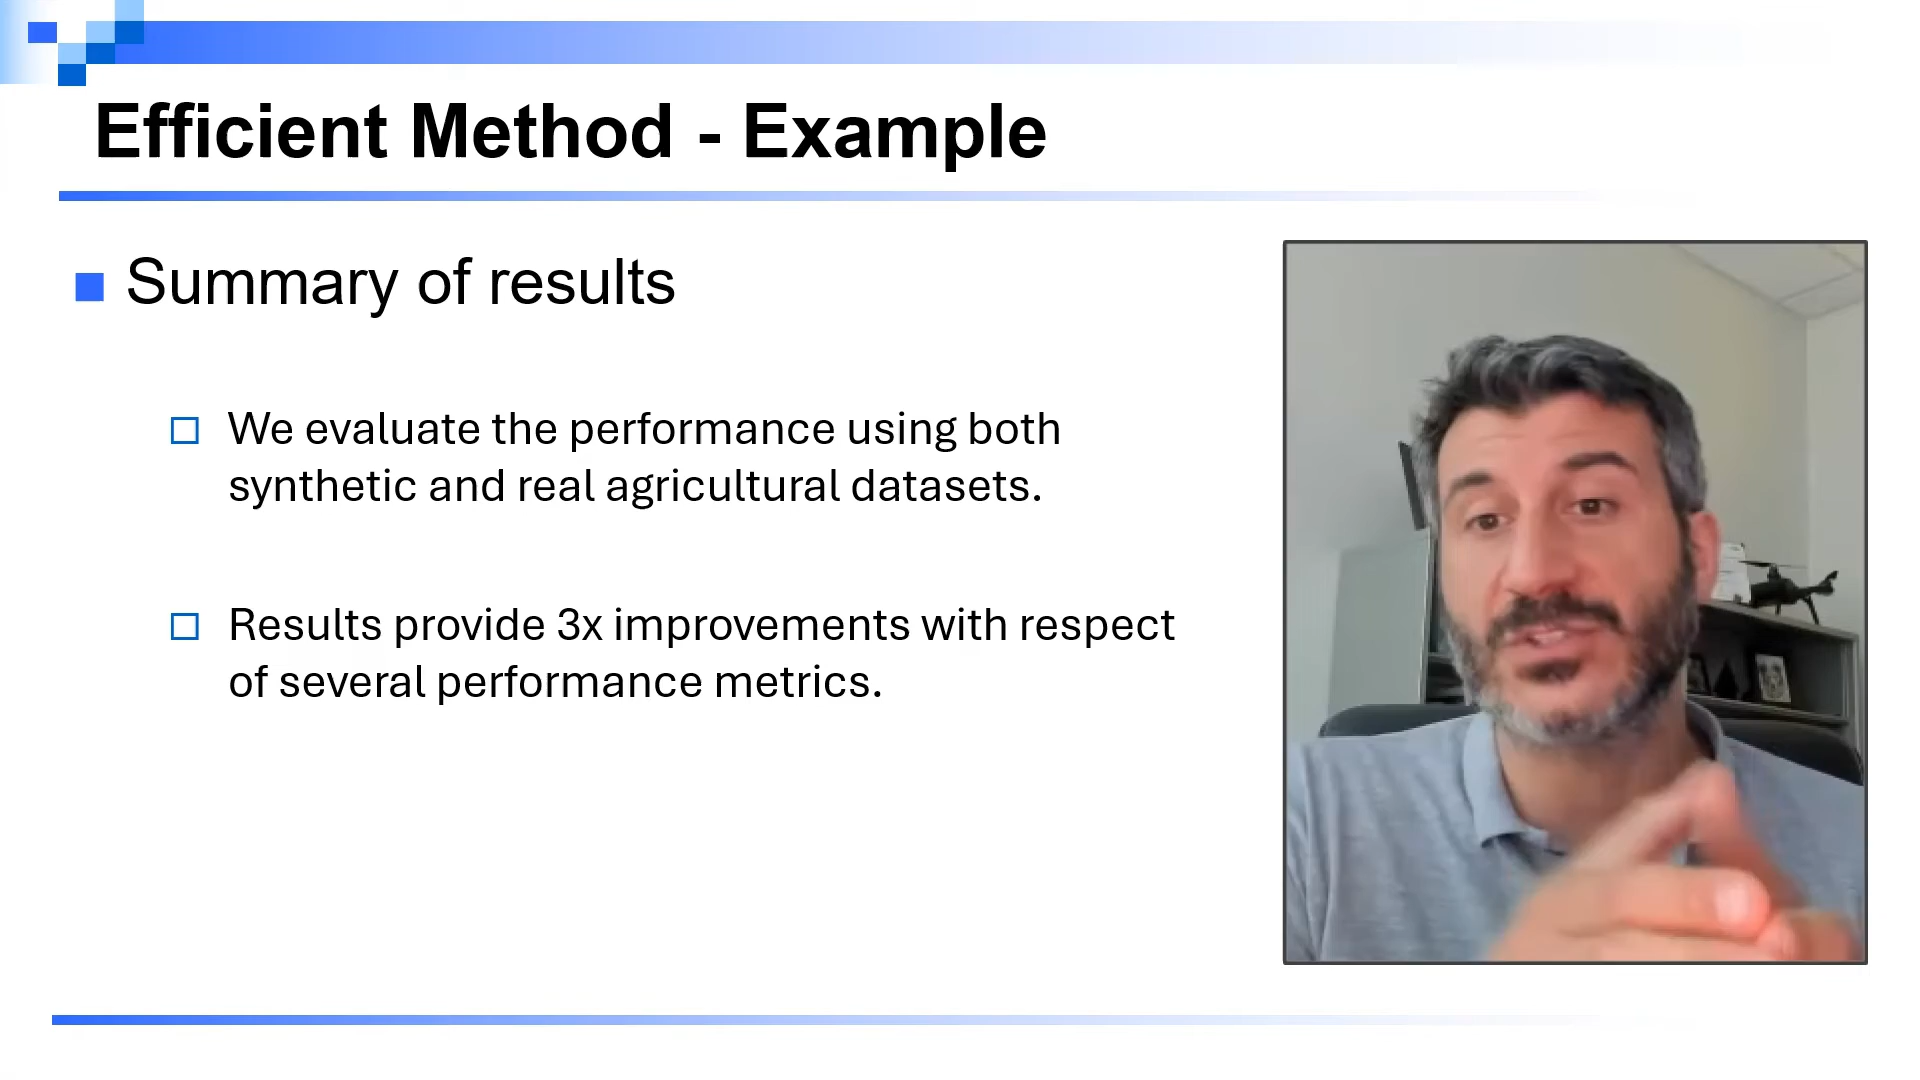 Efficient Method - Example
Summary of results
We evaluate the performance using both
synthetic and real agricultural datasets.
Results provide 3x improvements with respect
of several performance metrics.